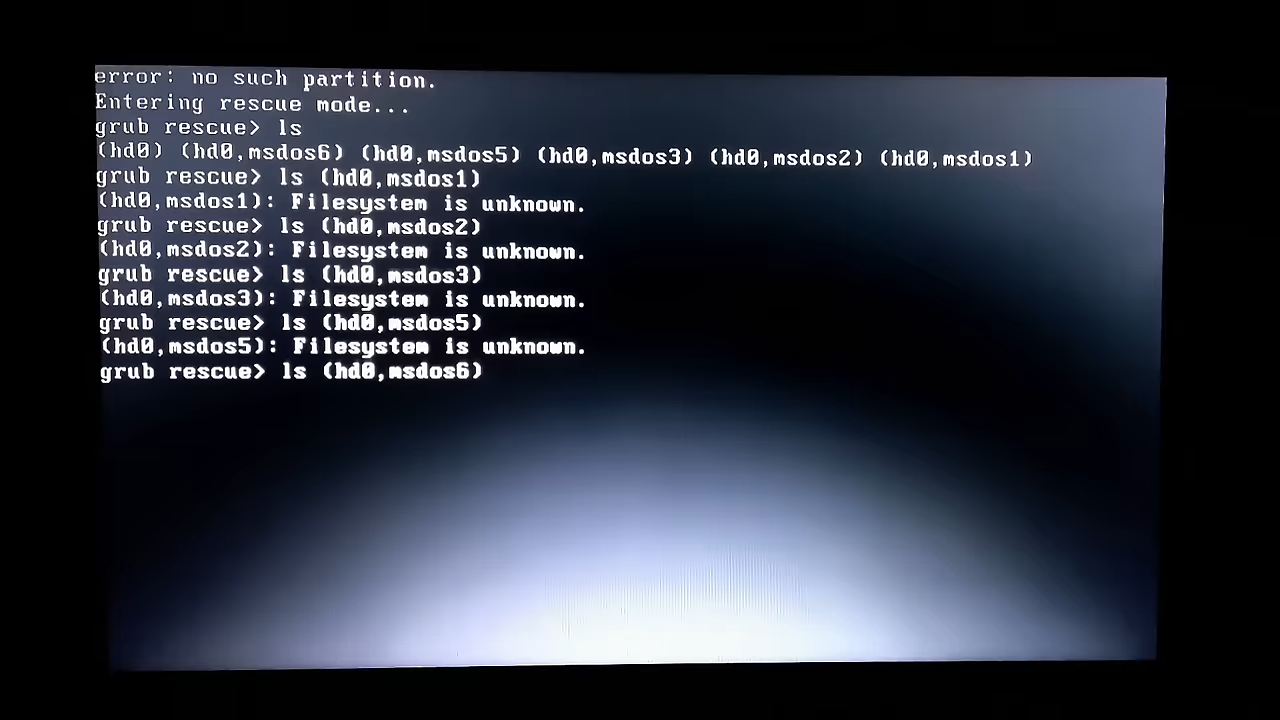 error: no such partition.
Entering rescue mode...
grub rescue> ls
(hd0) (hd0,msdos6) (hd0,msdos5) (hd0,msdos3) (hd0,msdos2) (hd0,msdos1)
grub rescue> ls (hd0,msdos1)
(hd0,msdos1): Filesystem is unknown.
grub rescue> ls (hd0,msdos2)
(hd0,msdos2): Filesystem is unknown.
grub rescue> ls (hd0,msdos3)
(hd0,msdos3): Filesystem is unknown.
grub rescue> ls (hd0,msdos5)
(hd0,msdos5): Filesystem is unknown.
grub rescue> ls (hd0,msdos6)